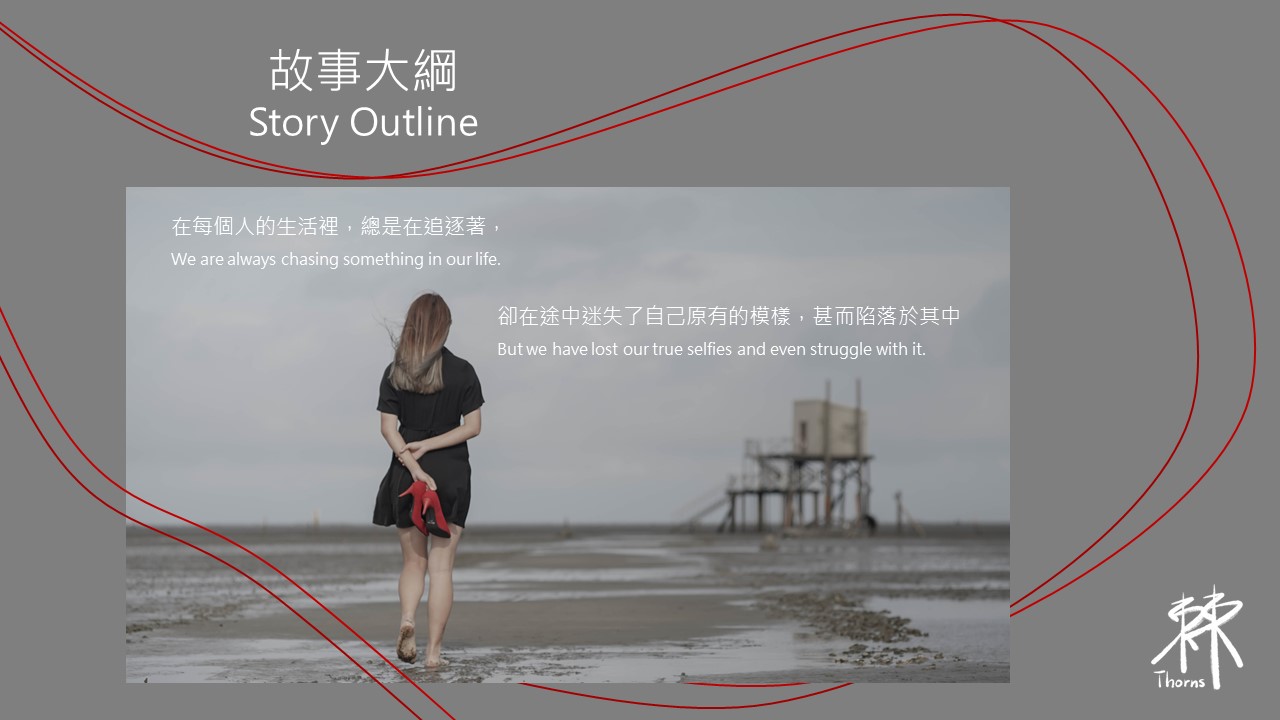 故事大綱
Story Outline
在每個人的生活裡，總是在追逐著，
We are always chasing something in our life.
卻在途中迷失了自己原有的模樣，甚而陷落於其中
But we have lost our true selfies and even struggle with it.
棘
Thorns